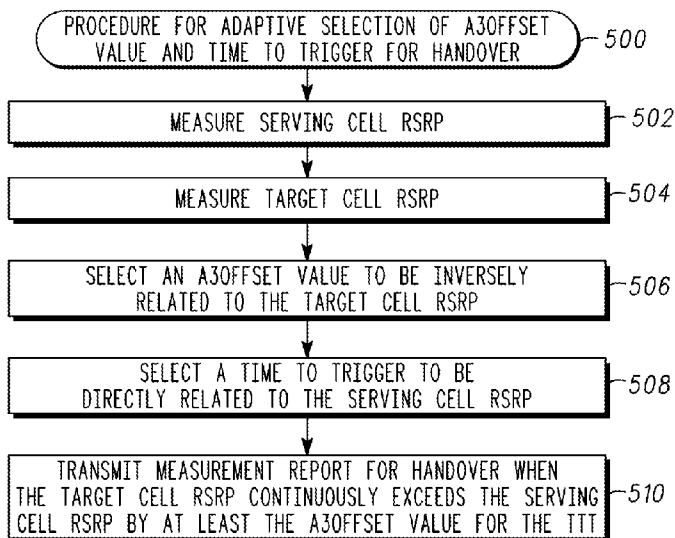 PROCEDURE FOR ADAPTIVE SELECTION OF A3OFFSET
VALUE AND TIME TO TRIGGER FOR HANDOVER
500
MEASURE SERVING CELL RSRP
502
MEASURE TARGET CELL RSRP
504
SELECT AN A3OFFSET VALUE TO BE INVERSELY
RELATED TO THE TARGET CELL RSRP
506
SELECT A TIME TO TRIGGER TO BE
DIRECTLY RELATED TO THE SERVING CELL RSRP
508
TRANSMIT MEASUREMENT REPORT FOR HANDOVER WHEN
THE TARGET CELL RSRP CONTINUOUSLY EXCEEDS THE SERVING
CELL RSRP BY AT LEAST THE A3OFFSET VALUE FOR THE TTT
510